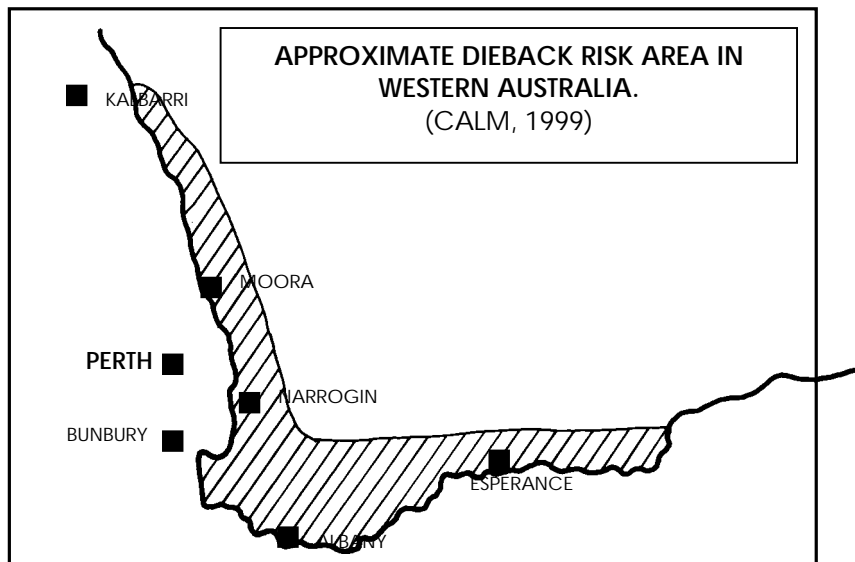 APPROXIMATE DIEBACK RISK AREA IN
WESTERN AUSTRALIA.
(CALM, 1999)
KALBARRI
MOORA
PERTH
NARROGIN
BUNBURY
ESPERANCE
ALBANY